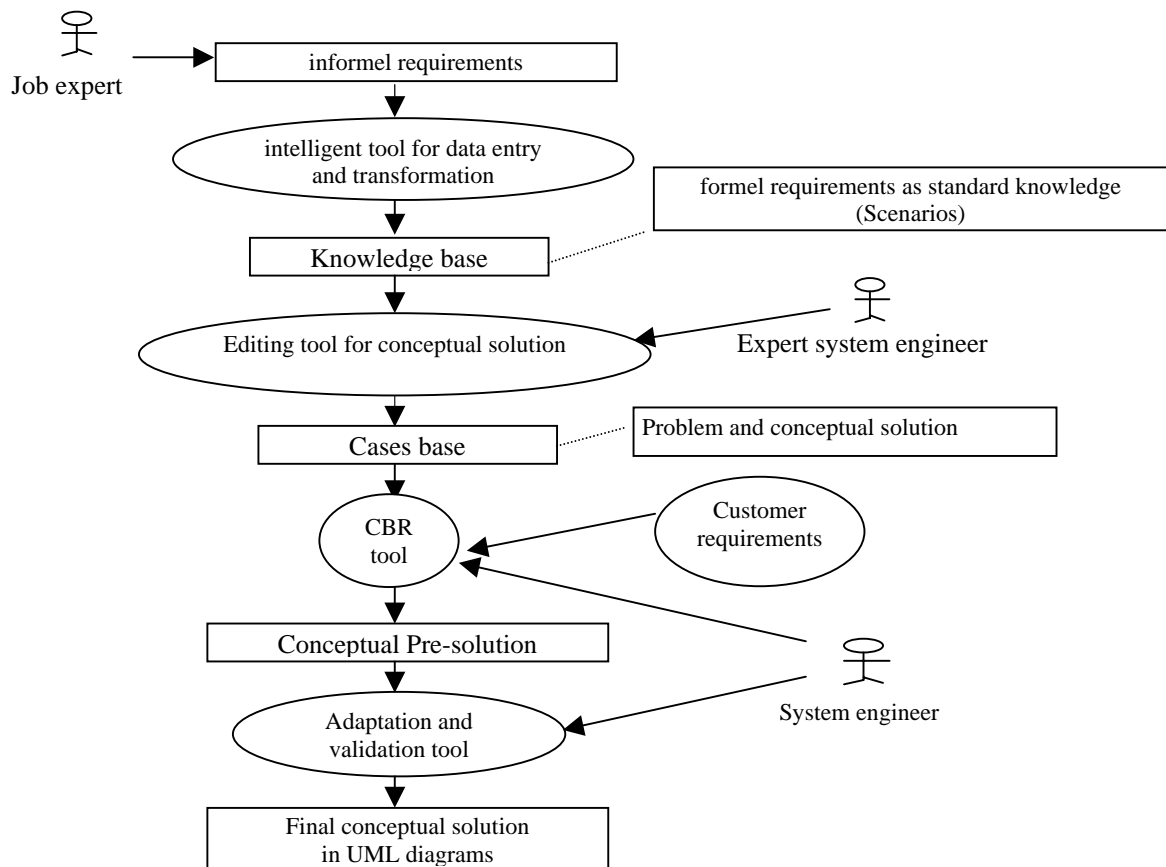 informel requirements
Job expert
intelligent tool for data entry
and transformation
formel requirements as standard knowledge
(Scenarios)
Knowledge base
Editing tool for conceptual solution
Expert system engineer
Cases base
Problem and conceptual solution
CBR
tool
Customer
requirements
Conceptual Pre-solution
System engineer
Adaptation and
validation tool
Final conceptual solution
in UML diagrams